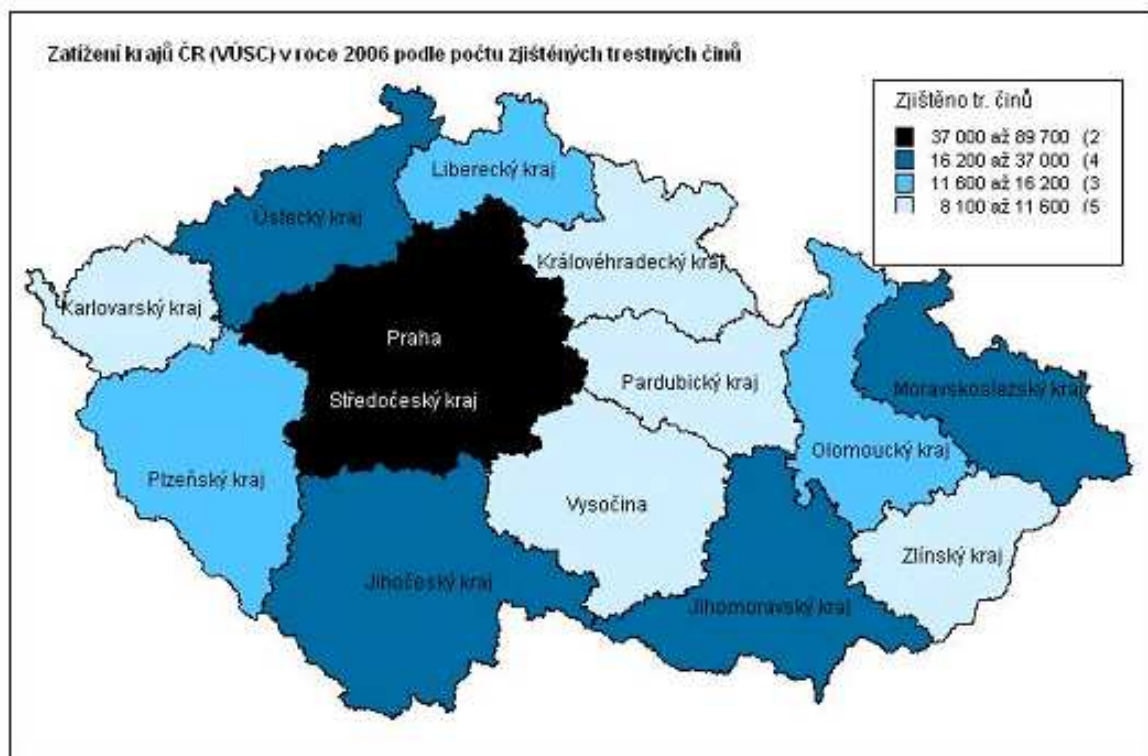 Zatížení krajů ČR (VÚSC) v roce 2006 podle počtu zjištěných trestných činů
Zjištěno tr. činů
37 000 až 89 700 (2
16 200 až 37 000 (4
11 600 až 16 200 (3
8 100 až 11 600 (5
Liberecký kraj
Ústecký kraj
Královéhradecký kraj
Karlovarský kraj
Praha
Pardubický kraj
Moravskoslezský kraj
Středočeský kraj
Olomoucký kraj
Plzeňský kraj
Vysočina
Zlínský kraj
Jihočeský kraj
Jihomoravský kraj